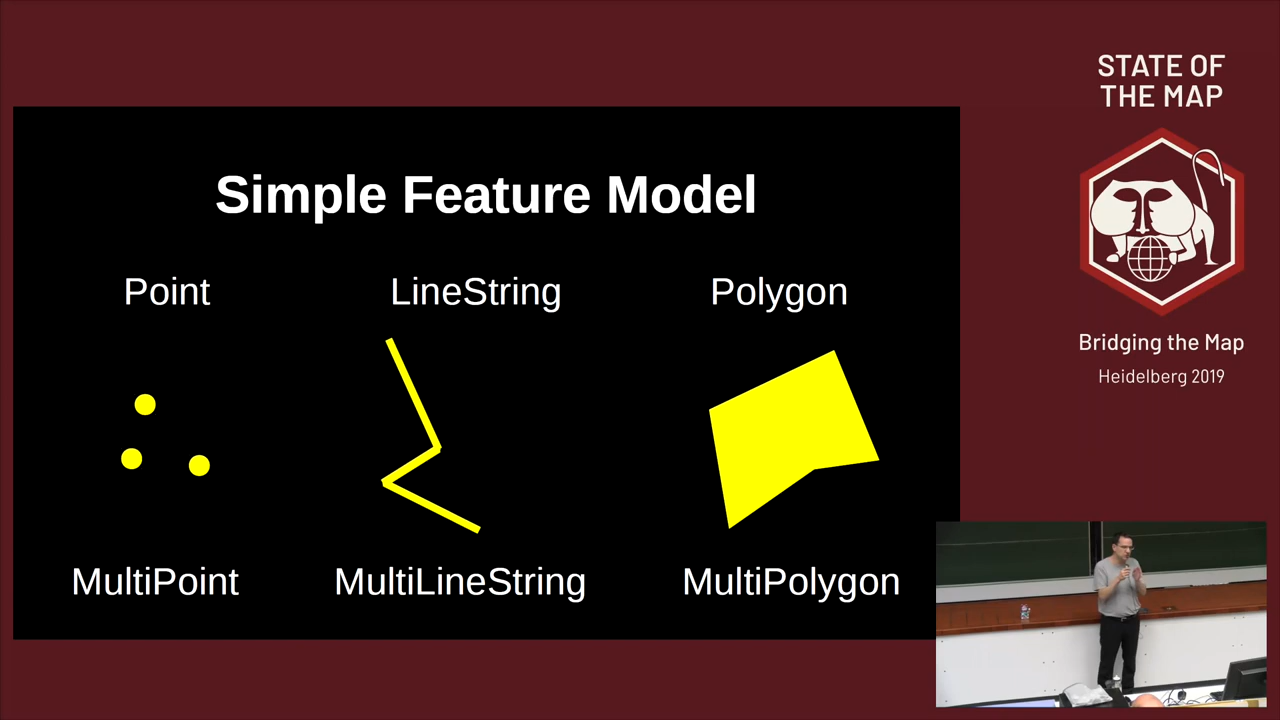 STATE OF
THE MAP
Simple Feature Model
Point
LineString
Polygon
MultiPoint
MultiLineString
MultiPolygon
Bridging the Map
Heidelberg 2019